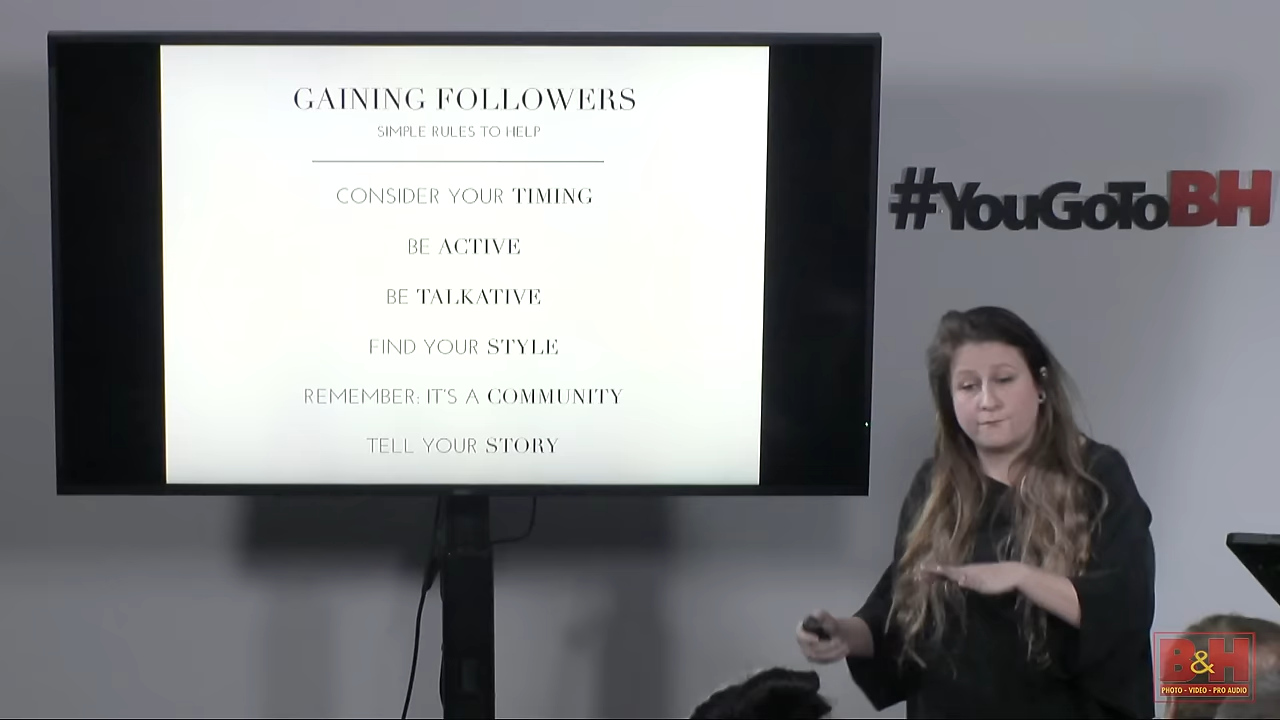 GAINING FOLLOWERS
SIMPLE RULES TO HELP
CONSIDER YOUR TIMING
BE ACTIVE
BE TALKATIVE
FIND YOUR STYLE
REMEMBER: IT'S A COMMUNITY
TELL YOUR STORY
#YouGoToBH
B&H
PHOTO - VIDEO - PRO AUDIO